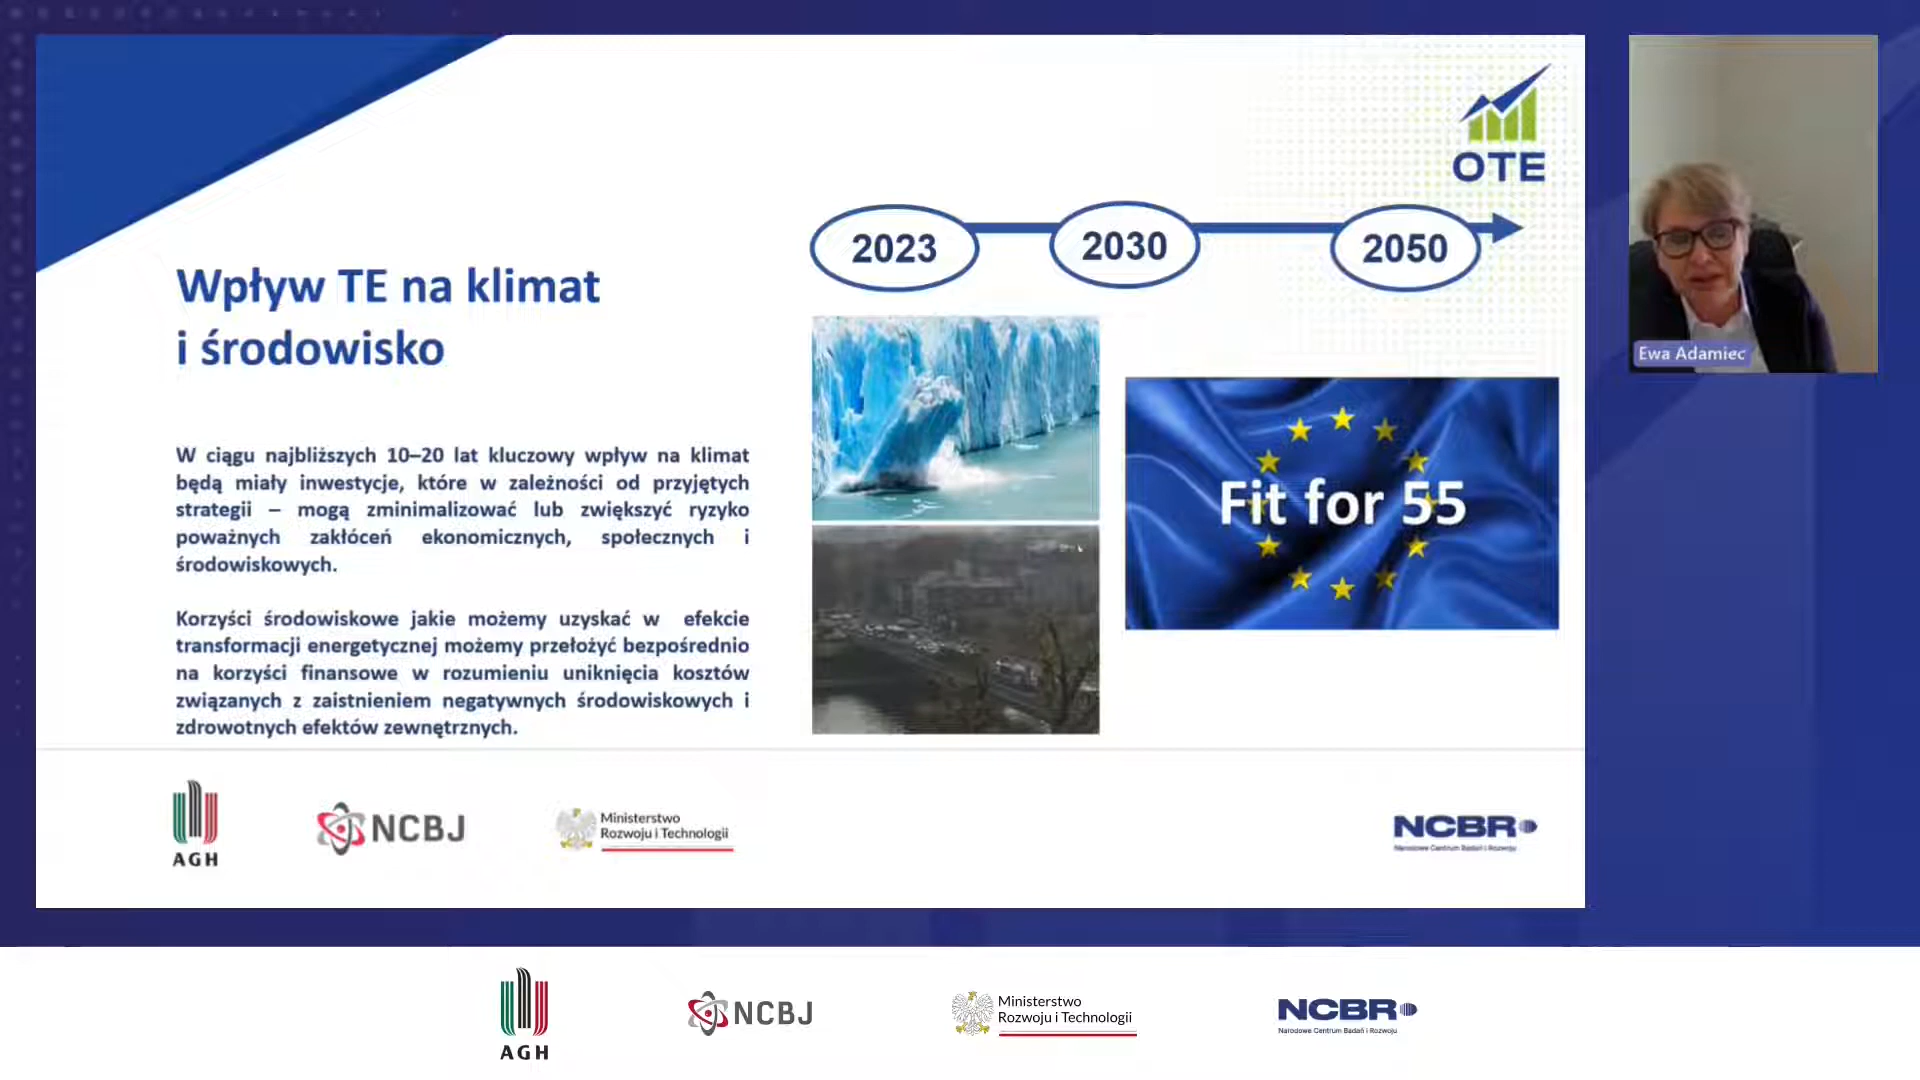 OTE
2023
2030
2050
Wpływ TE na klimat
i środowisko
W ciągu najbliższych 10–20 lat kluczowy wpływ na klimat
będą miały inwestycje, które w zależności od przyjętych
strategii – mogą zminimalizować lub zwiększyć ryzyko
poważnych zakłóceń ekonomicznych, społecznych i
środowiskowych.
Korzyści środowiskowe jakie możemy uzyskać w efekcie
transformacji energetycznej możemy przełożyć bezpośrednio
na korzyści finansowe w rozumieniu uniknięcia kosztów
związanych z zaistnieniem negatywnych środowiskowych i
zdrowotnych efektów zewnętrznych.
Fit for 55
Ewa Adamiec
AGH
NCBJ
Ministerstwo
Rozwoju i Technologii
NCBR
Narodowe Centrum Badań i Rozwoju
AGH
NCBJ
Ministerstwo
Rozwoju i Technologii
NCBR
Narodowe Centrum Badań i Rozwoju